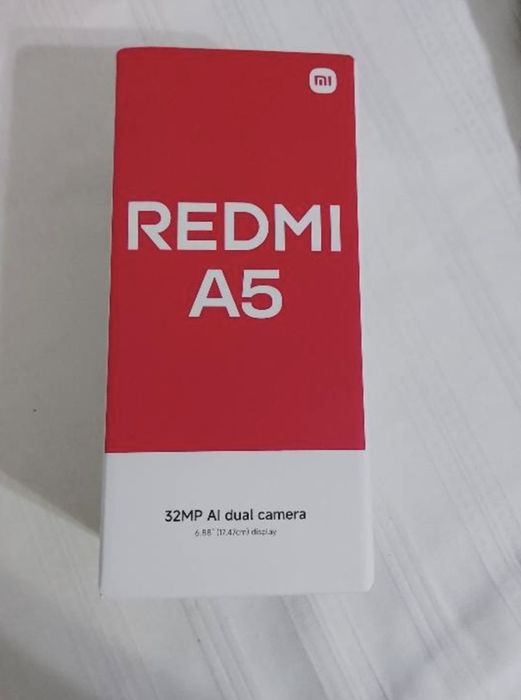 mi
REDMI
A5
32MP AI dual camera
6.88" (17.47cm) display